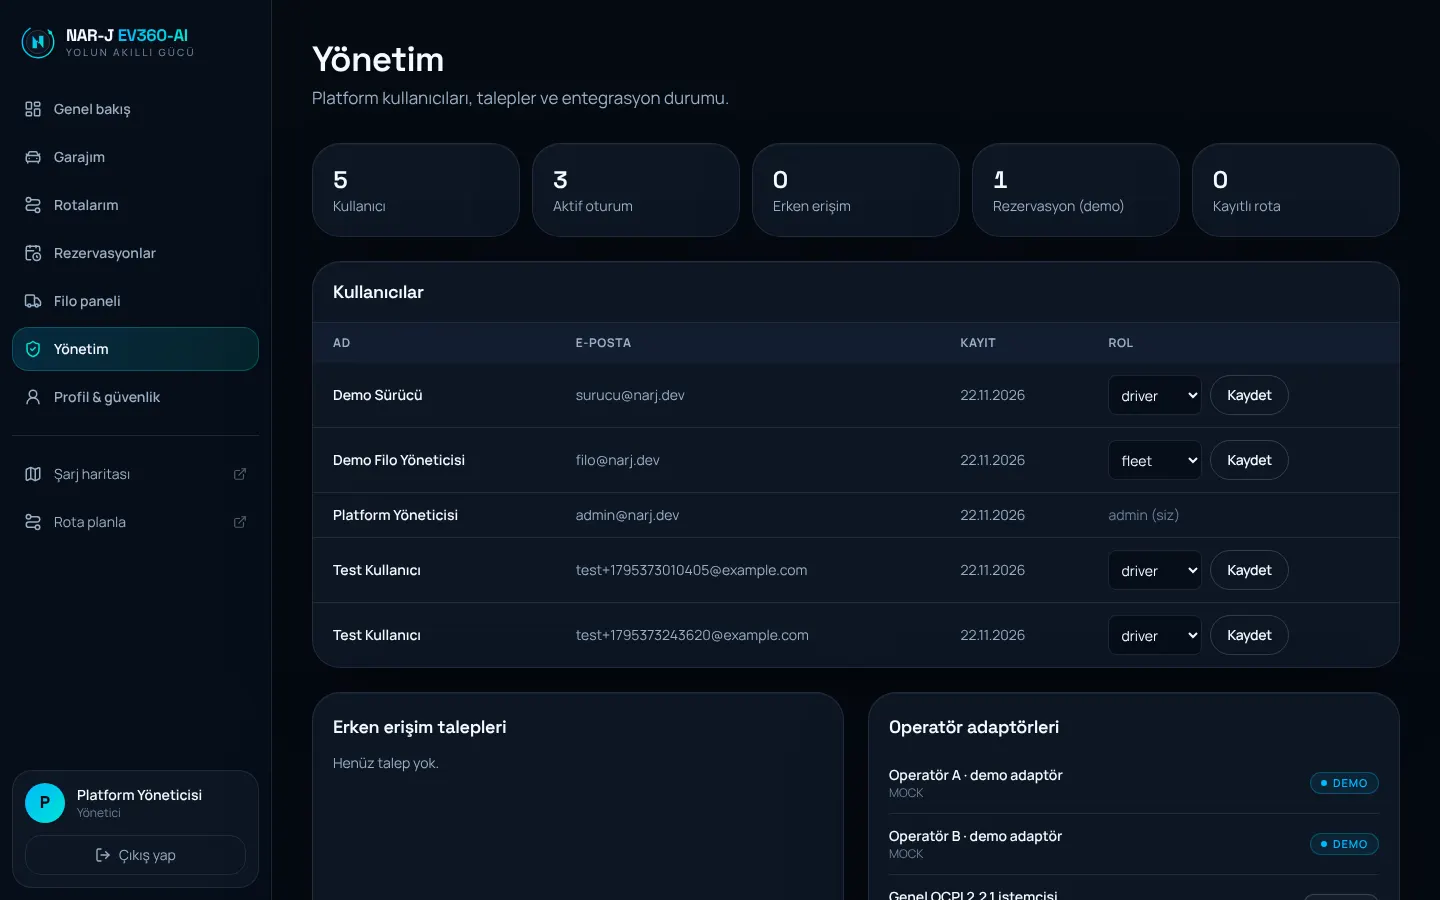 NAR-J EV360-AI
YOLUN AKILLI GÜCÜ
Genel bakış
Garajım
Rotalarım
Rezervasyonlar
Filo paneli
Yönetim
Profil & güvenlik
Şarj haritası
Rota planla
P
Platform Yöneticisi
Yönetici
Çıkış yap
Yönetim
Platform kullanıcıları, talepler ve entegrasyon durumu.
5
Kullanıcı
3
Aktif oturum
0
Erken erişim
1
Rezervasyon (demo)
0
Kayıtlı rota
Kullanıcılar
AD E-POSTA KAYIT ROL
Demo Sürücü surucu@narj.dev 22.11.2026 driver Kaydet
Demo Filo Yöneticisi filo@narj.dev 22.11.2026 fleet Kaydet
Platform Yöneticisi admin@narj.dev 22.11.2026 admin (siz)
Test Kullanıcı test+1795373010405@example.com 22.11.2026 driver Kaydet
Test Kullanıcı test+1795373243620@example.com 22.11.2026 driver Kaydet
Erken erişim talepleri
Henüz talep yok.
Operatör adaptörleri
Operatör A · demo adaptör
MOCK
DEMO
Operatör B · demo adaptör
MOCK
DEMO
Genel OCPI 2.2.1 istemcisi